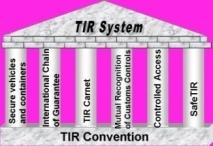 TIR System
Secure vehicles
and containers
International Chain
of Guarantee
TIR Carnet
Mutual Recognition
of Customs Controls
Controlled Access
SafeTIR
TIR Convention